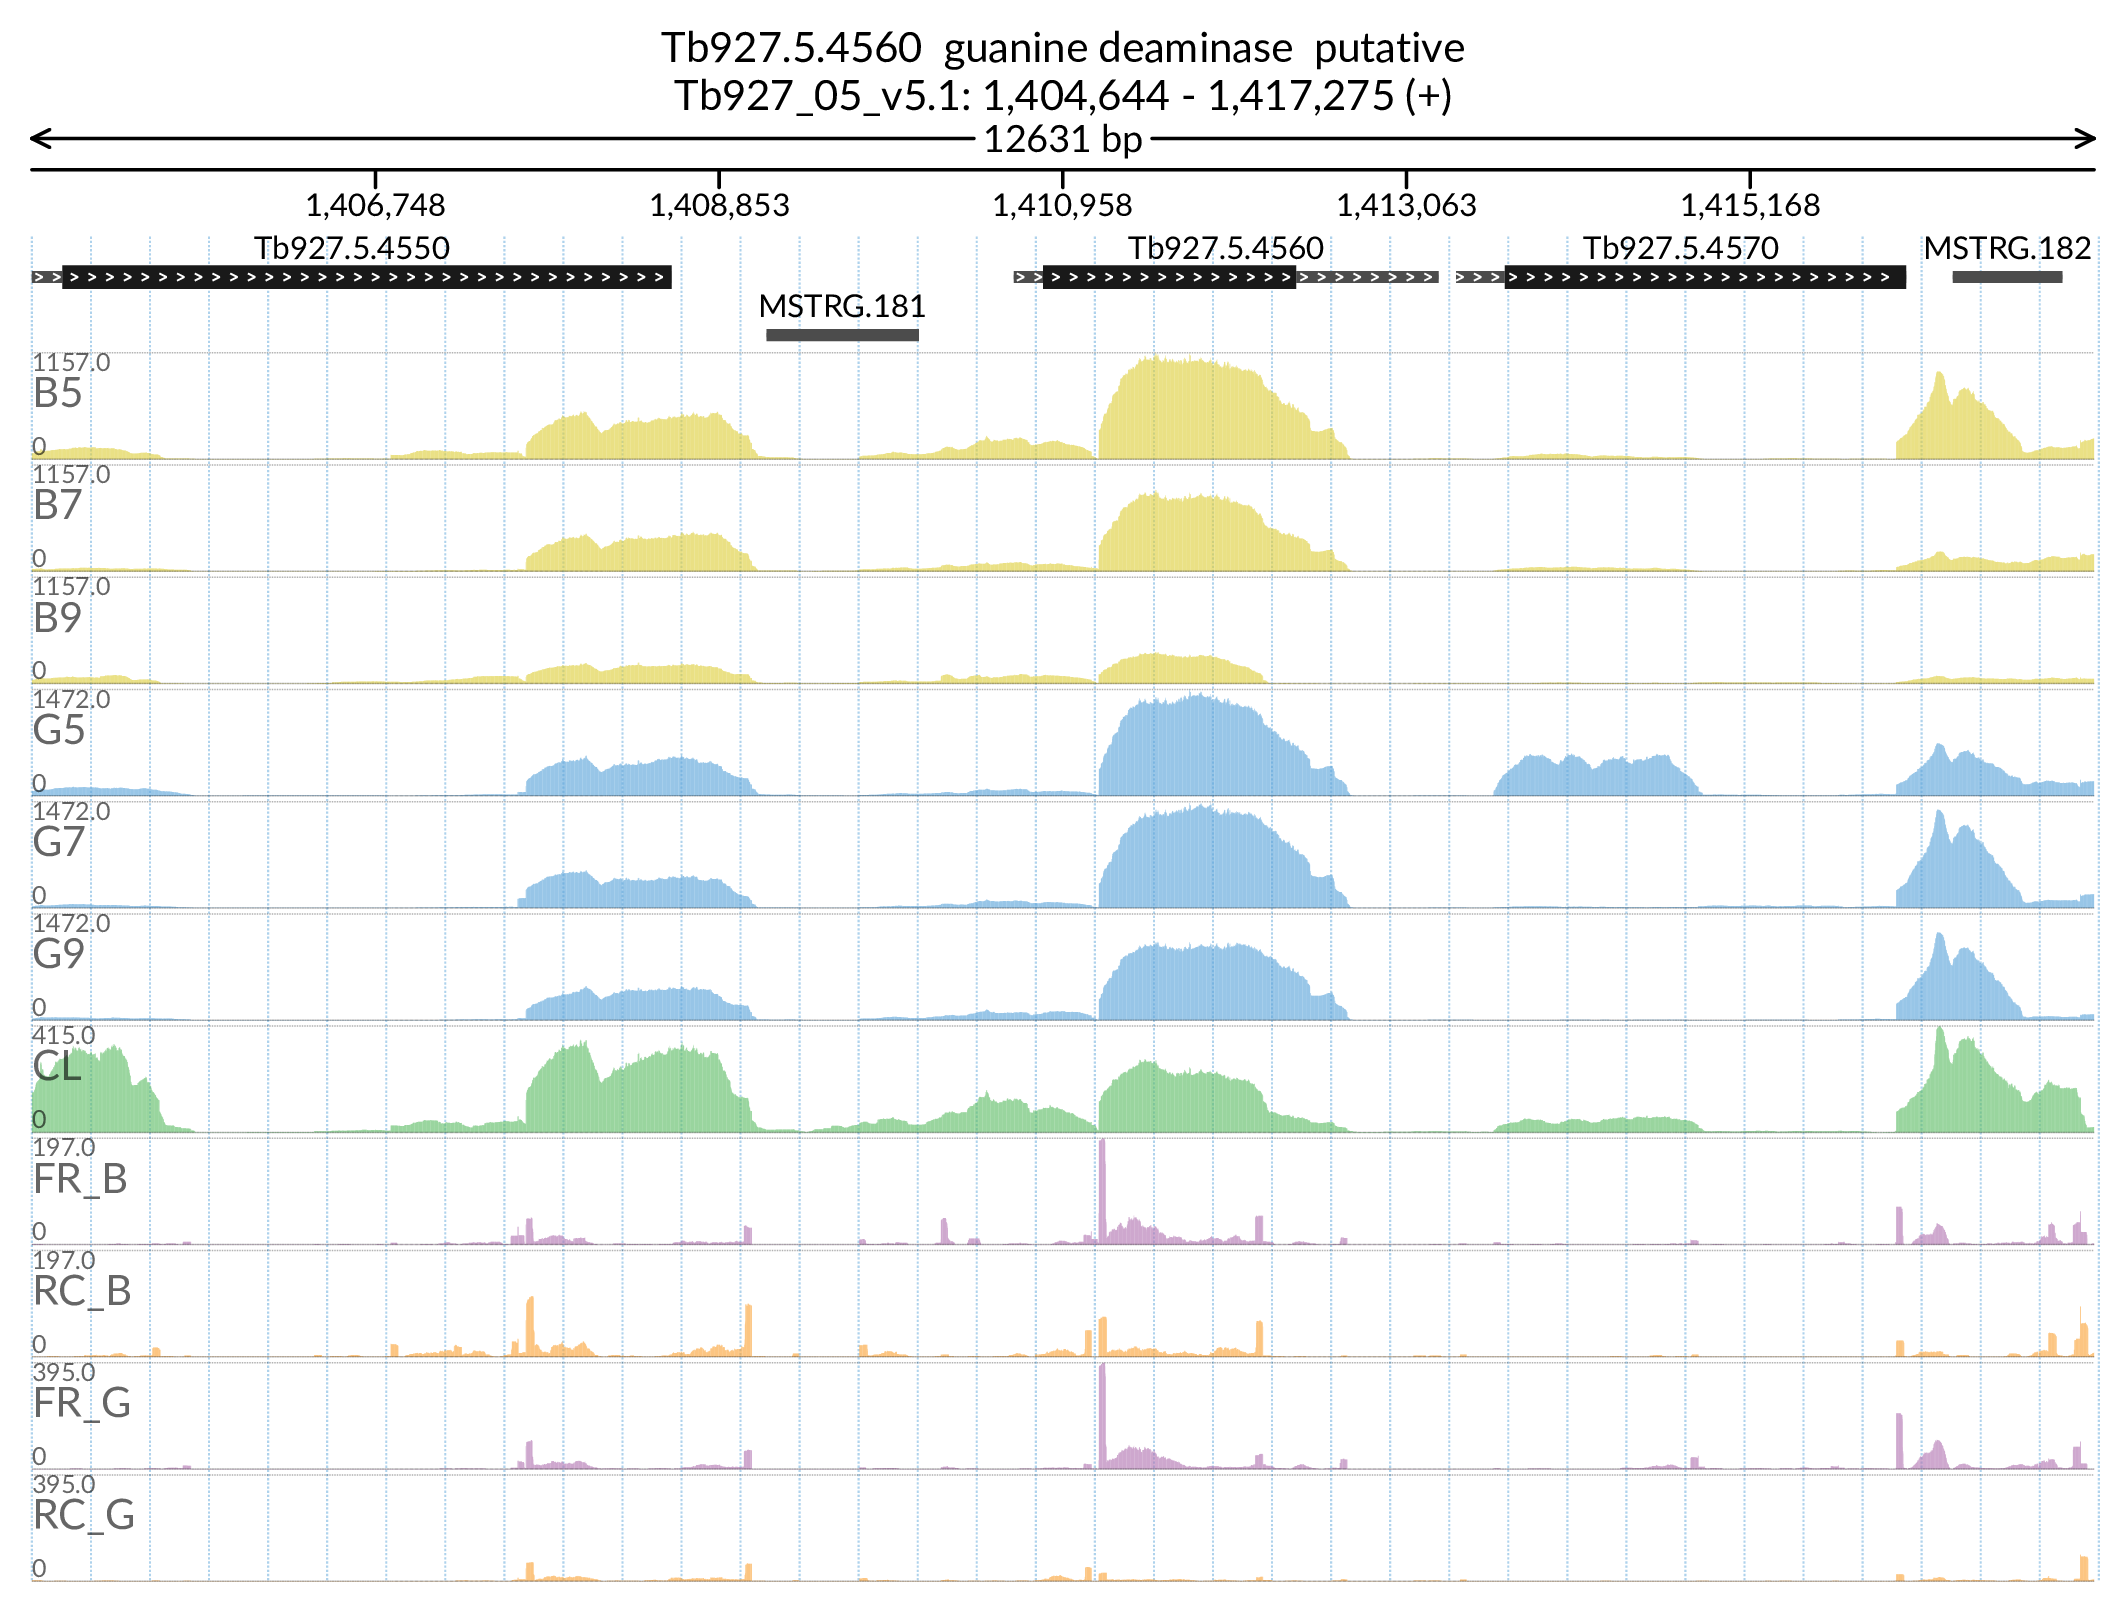 Tb927.5.4560 guanine deaminase putative
Tb927_05_v5.1: 1,404,644 - 1,417,275 (+)
12631 bp
1,406,748 1,408,853 1,410,958 1,413,063 1,415,168
Tb927.5.4550 Tb927.5.4560 Tb927.5.4570 MSTRG.182
MSTRG.181
1157.0
B5
0
1157.0
B7
0
1157.0
B9
0
1472.0
G5
0
1472.0
G7
0
1472.0
G9
0
415.0
CL
0
197.0
FR_B
0
197.0
RC_B
0
395.0
FR_G
0
395.0
RC_G
0